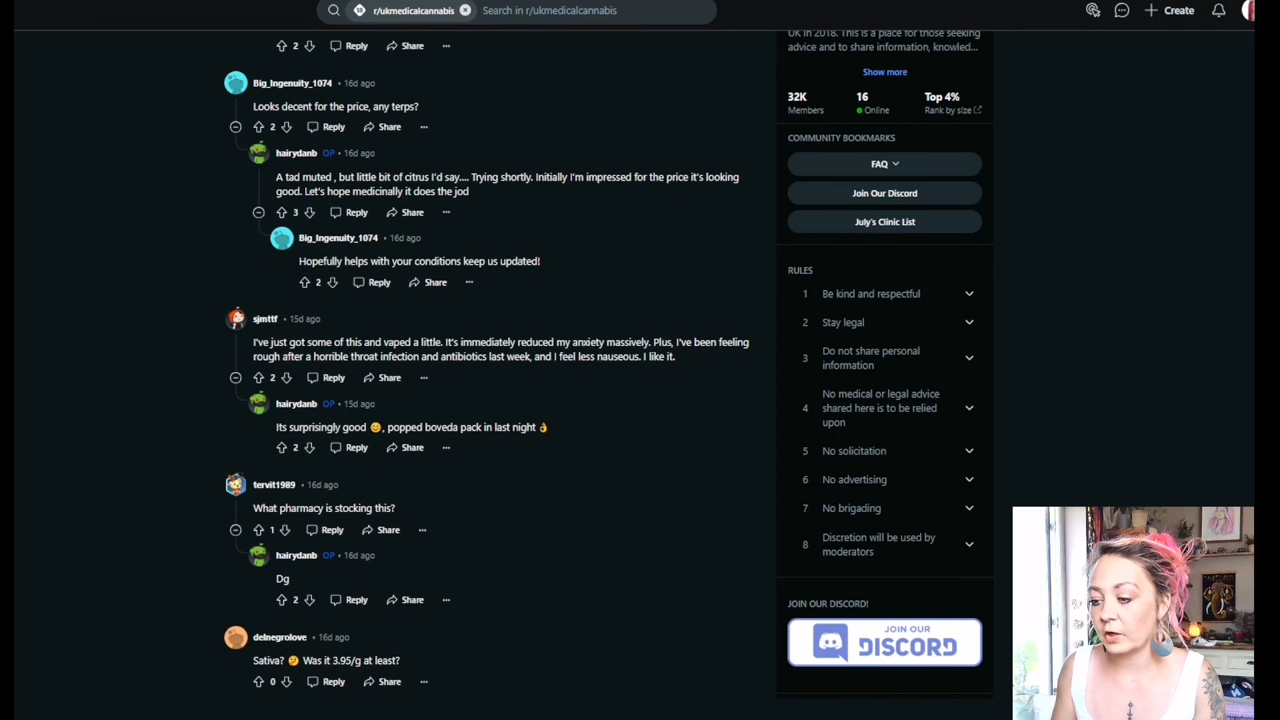 r/ukmedicalcannabis
Search in r/ukmedicalcannabis
Create
2 Reply Share ...
Big_Ingenuity_1074 • 16d ago
Looks decent for the price, any terps?
2 Reply Share ...
hairydanb OP • 16d ago
A tad muted , but little bit of citrus I'd say.... Trying shortly. Initially I'm impressed for the price it's looking
good. Let's hope medicinally it does the jod
3 Reply Share ...
Big_Ingenuity_1074 • 16d ago
Hopefully helps with your conditions keep us updated!
2 Reply Share ...
sjmttf • 15d ago
I've just got some of this and vaped a little. It's immediately reduced my anxiety massively. Plus, I've been feeling
rough after a horrible throat infection and antibiotics last week, and I feel less nauseous. I like it.
2 Reply Share ...
hairydanb OP • 15d ago
Its surprisingly good 😊, popped boveda pack in last night 👌
2 Reply Share ...
tervit1989 • 16d ago
What pharmacy is stocking this?
1 Reply Share ...
hairydanb OP • 16d ago
Dg
2 Reply Share ...
delnegrolove • 16d ago
Sativa? 🤔 Was it 3.95/g at least?
0 Reply Share ...
UK in 2018. This is a place for those seeking
advice and to share information, knowled...
Show more
32K 16 Top 4%
Members Online Rank by size
COMMUNITY BOOKMARKS
FAQ
Join Our Discord
July's Clinic List
RULES
1 Be kind and respectful
2 Stay legal
3 Do not share personal
information
4 No medical or legal advice
shared here is to be relied
upon
5 No solicitation
6 No advertising
7 No brigading
8 Discretion will be used by
moderators
JOIN OUR DISCORD!
JOIN OUR
DISCORD